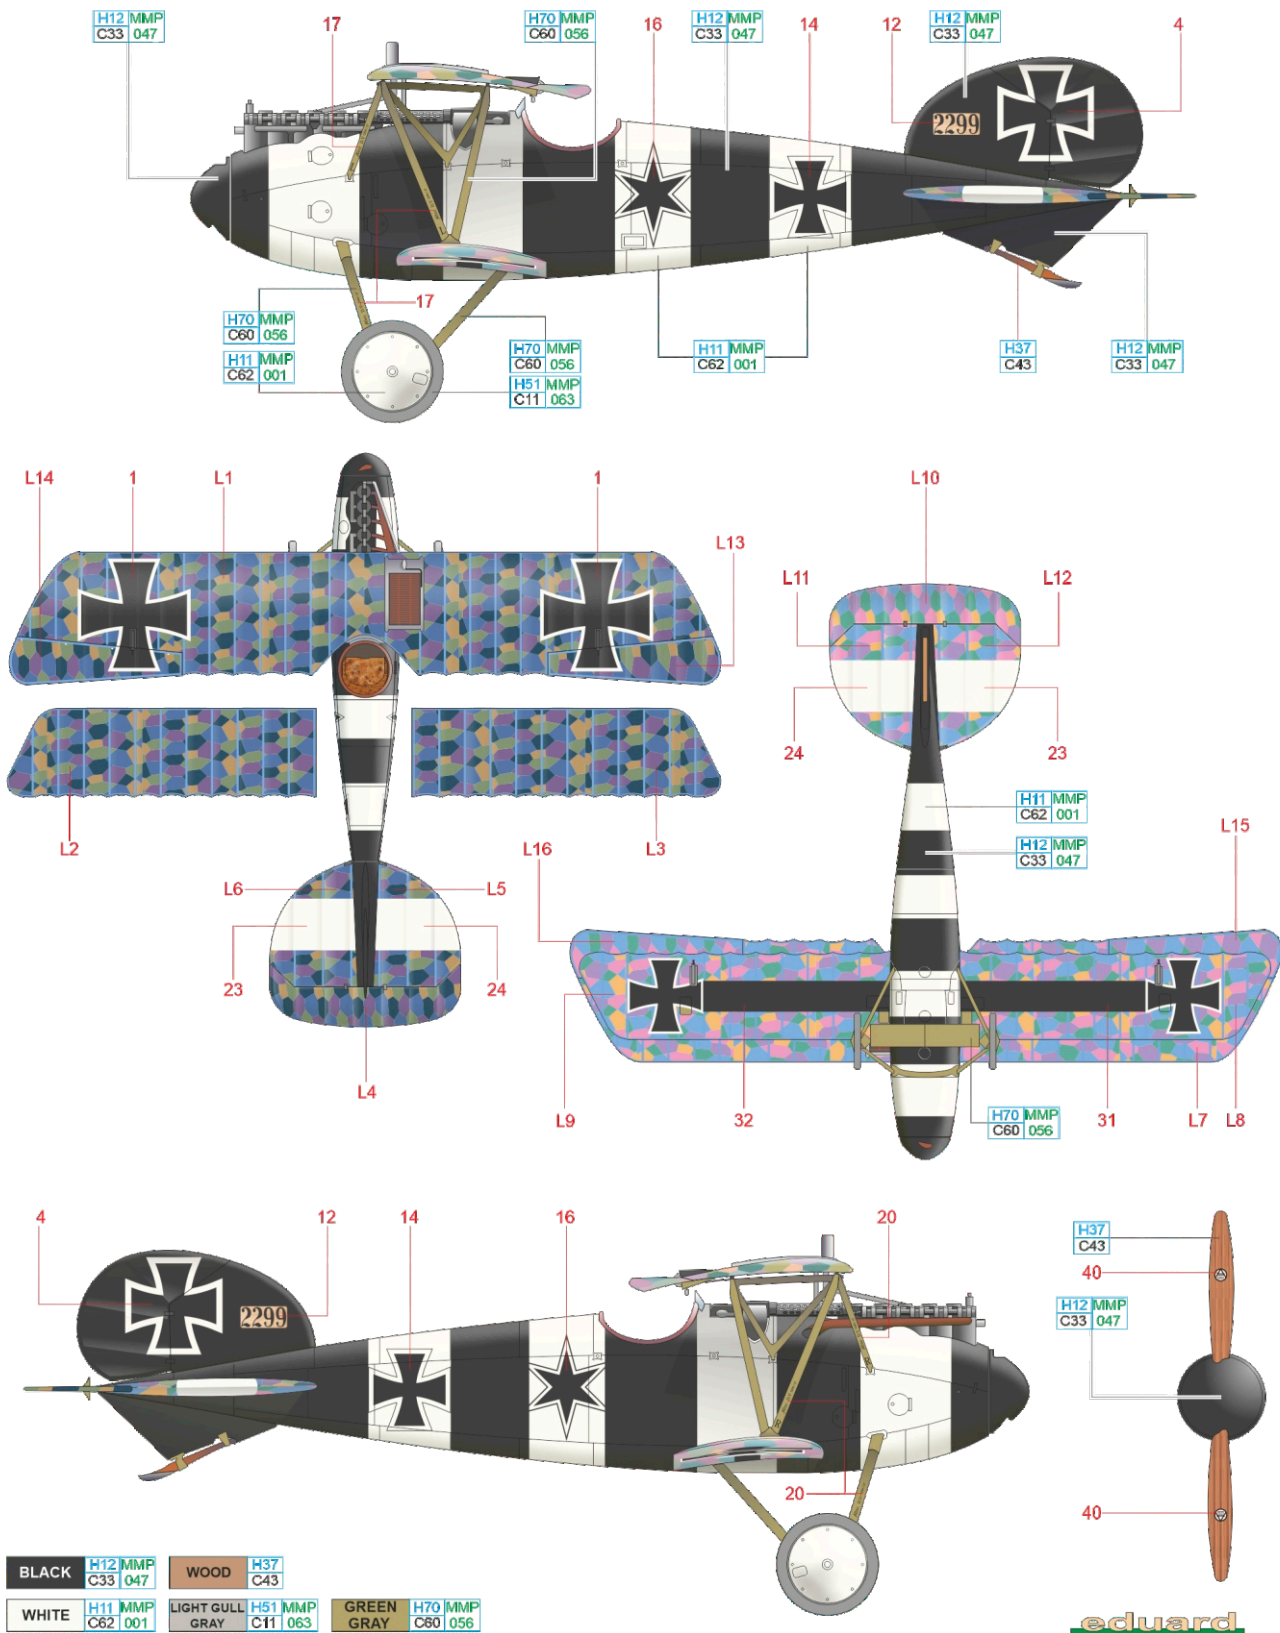 H12 MMP
C33 047
17
H70 MMP
C60 056
16
H12 MMP
C33 047
14
12
H12 MMP
C33 047
4
2299
H70 MMP
C60 056
17
H11 MMP
C62 001
H70 MMP
C60 056
H51 MMP
C11 063
H11 MMP
C62 001
H37
C43
H12 MMP
C33 047
L14
1
L1
1
L13
L2
L3
L6
L5
23
24
L4
L10
L11
L12
24
23
H11 MMP
C62 001
H12 MMP
C33 047
L16
L15
L9
32
H70 MMP
C60 056
31
L7
L8
4
12
14
16
20
2299
20
H37
C43
40
H12 MMP
C33 047
40
BLACK H12 MMP
C33 047
WOOD H37
C43
WHITE H11 MMP
C62 001
LIGHT GULL GRAY H51 MMP
C11 063
GREEN GRAY H70 MMP
C60 056
eduard